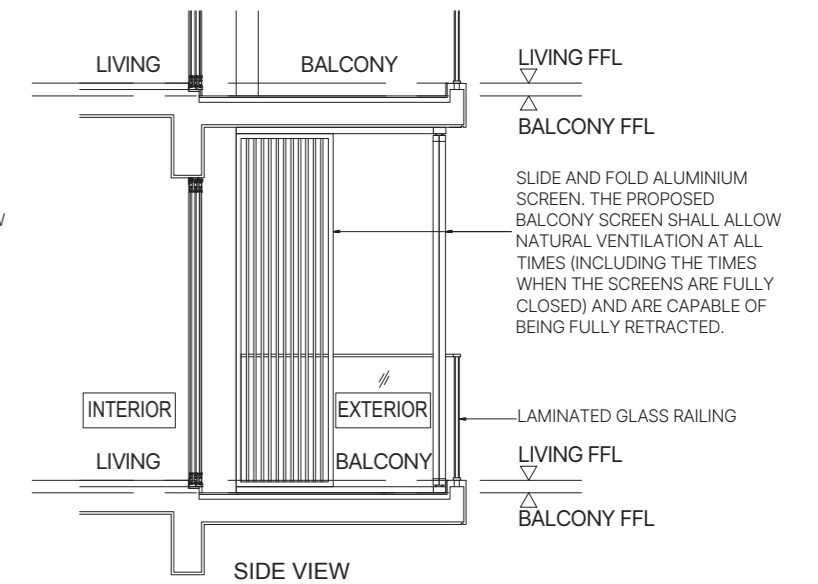 LIVING
BALCONY
LIVING FFL
BALCONY FFL
SLIDE AND FOLD ALUMINIUM
SCREEN. THE PROPOSED
BALCONY SCREEN SHALL ALLOW
NATURAL VENTILATION AT ALL
TIMES (INCLUDING THE TIMES
WHEN THE SCREENS ARE FULLY
CLOSED) AND ARE CAPABLE OF
BEING FULLY RETRACTED.
INTERIOR
EXTERIOR
LAMINATED GLASS RAILING
LIVING
BALCONY
LIVING FFL
BALCONY FFL
SIDE VIEW